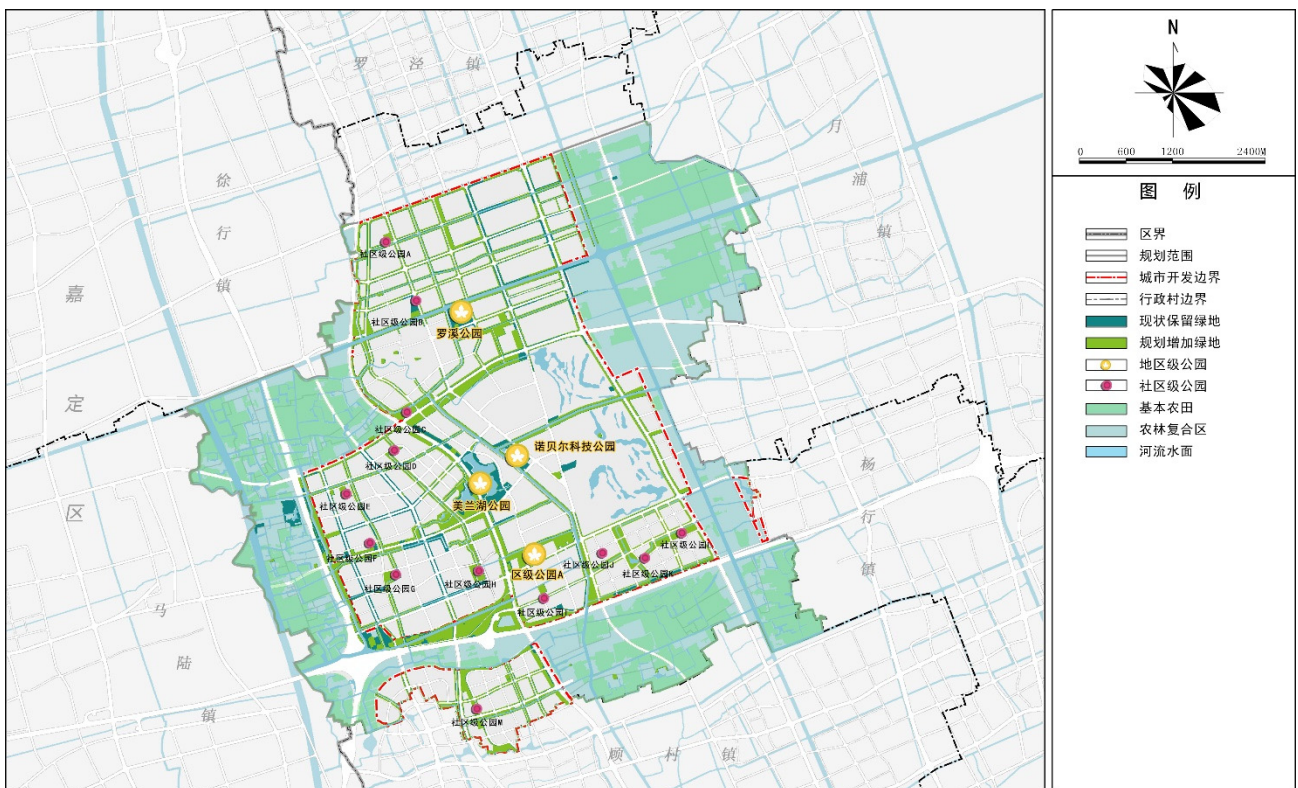 N
0 600 1200 2400M
图 例
区界
规划范围
城市开发边界
行政村边界
现状保留绿地
规划增加绿地
地区级公园
社区级公园
基本农田
农林复合区
河流水面
罗 泾 镇
月
浦
镇
徐
行
镇
嘉
定
区
马
陆
镇
杨
行
镇
顾 村 镇
社区级公园A
社区级公园B
罗溪公园
社区级公园C
社区级公园D
诺贝尔科技公园
美兰湖公园
社区级公园E
社区级公园F
社区级公园G
社区级公园H
区级公园A
社区级公园J
社区级公园K
社区级公园
社区级公园
社区级公园M